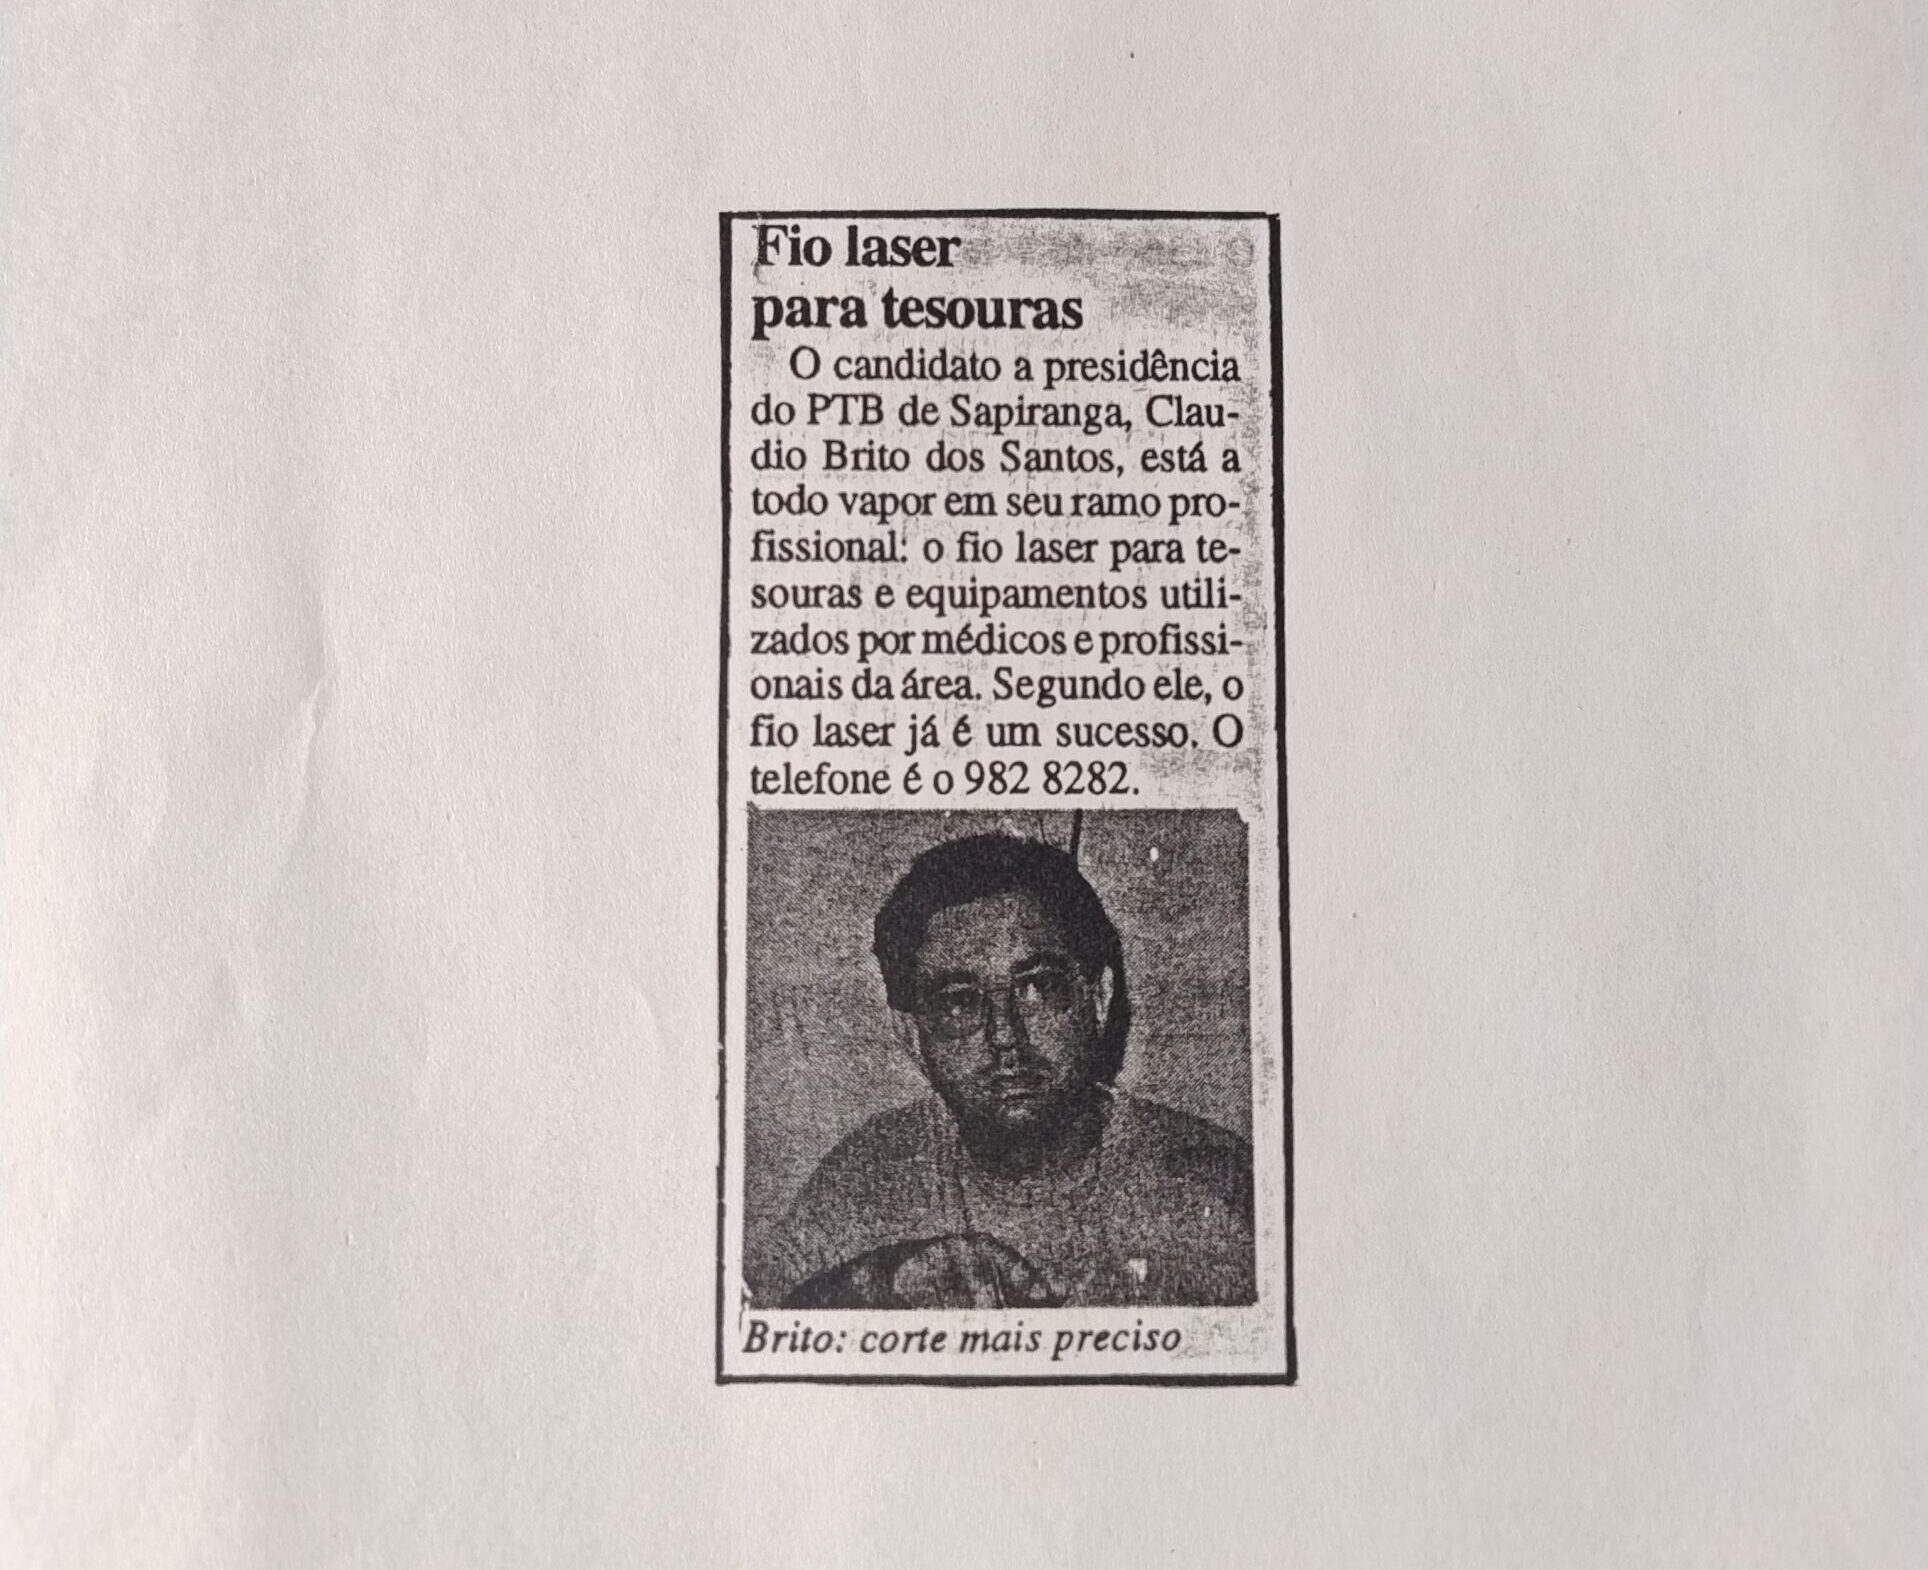 Fio laser
para tesouras
O candidato a presidência
do PTB de Sapiranga, Clau-
dio Brito dos Santos, está a
todo vapor em seu ramo pro-
fissional: o fio laser para te-
souras e equipamentos utili-
zados por médicos e profissi-
onais da área. Segundo ele, o
fio laser já é um sucesso. O
telefone é o 982 8282.
Brito: corte mais preciso